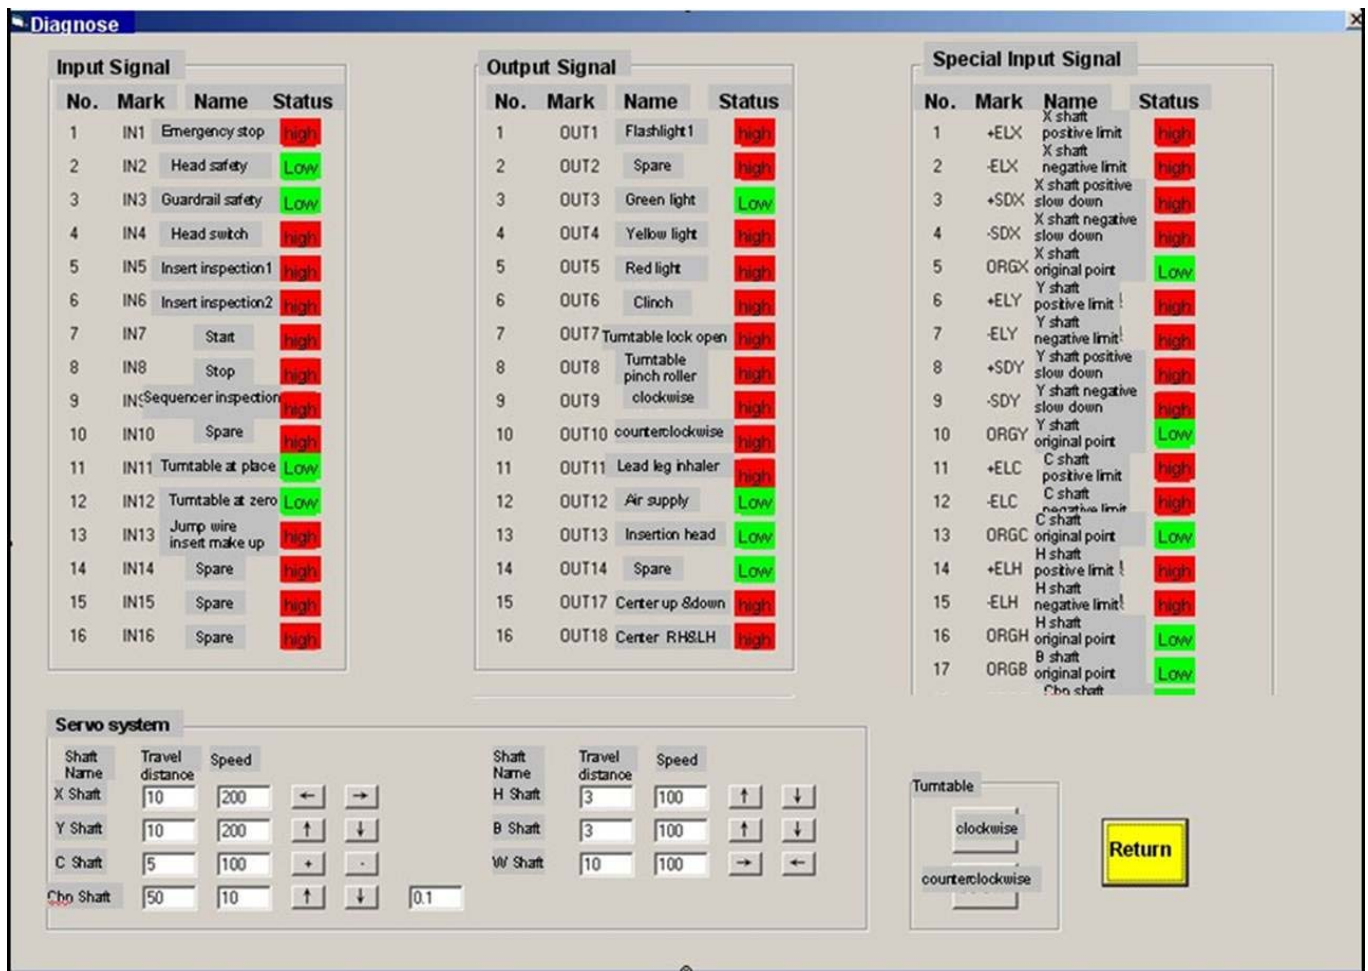 Diagnose
Input Signal
No. Mark Name Status
1 IN1 Emergency stop high
2 IN2 Head safety Low
3 IN3 Guardrail safety Low
4 IN4 Head switch high
5 IN5 Insert inspection1 high
6 IN6 Insert inspection2 high
7 IN7 Start high
8 IN8 Stop high
9 Sequencer inspection high
10 IN10 Spare high
11 IN11 Turntable at place Low
12 IN12 Turntable at zero Low
13 IN13 Jump wire
insert make up high
14 IN14 Spare high
15 IN15 Spare high
16 IN16 Spare high
Output Signal
No. Mark Name Status
1 OUT1 Flashlight1 high
2 OUT2 Spare high
3 OUT3 Green light Low
4 OUT4 Yellow light high
5 OUT5 Red light high
6 OUT6 Clinch high
7 OUT7 Turntable lock open high
8 OUT8 Turntable
pinch roller high
9 OUT9 clockwise high
10 OUT10 counterclockwise high
11 OUT11 Lead leg inhaler high
12 OUT12 Air supply Low
13 OUT13 Insertion head Low
14 OUT14 Spare Low
15 OUT17 Center up &down high
16 OUT18 Center RH&LH high
Special Input Signal
No. Mark Name Status
1 +ELX X shaft
positive limit high
2 -ELX X shaft
negative limit high
3 +SDX X shaft positive
slow down high
4 -SDX X shaft negative
slow down high
5 ORGX X shaft
original point Low
6 +ELY Y shaft
positive limit high
7 -ELY Y shaft
negative limit high
8 +SDY Y shaft positive
slow down high
9 -SDY Y shaft negative
slow down high
10 ORGY Y shaft
original point Low
11 +ELC C shaft
positive limit high
12 -ELC C shaft
negative limit high
13 ORGC C shaft
original point Low
14 +ELH H shaft
positive limit high
15 -ELH H shaft
negative limit high
16 ORGH H shaft
original point Low
17 ORGB B shaft
original point Low
Chp shaft
Servo system
Shaft Name Travel distance Speed
X Shaft 10 200 ← →
Y Shaft 10 200 ↑ ↓
C Shaft 5 100 + -
Chp Shaft 50 10 ↑ ↓ 0.1
Shaft Name Travel distance Speed
H Shaft 3 100 ↑ ↓
B Shaft 3 100 ↑ ↓
W Shaft 10 100 → ←
Turntable
clockwise
counterclockwise
Return